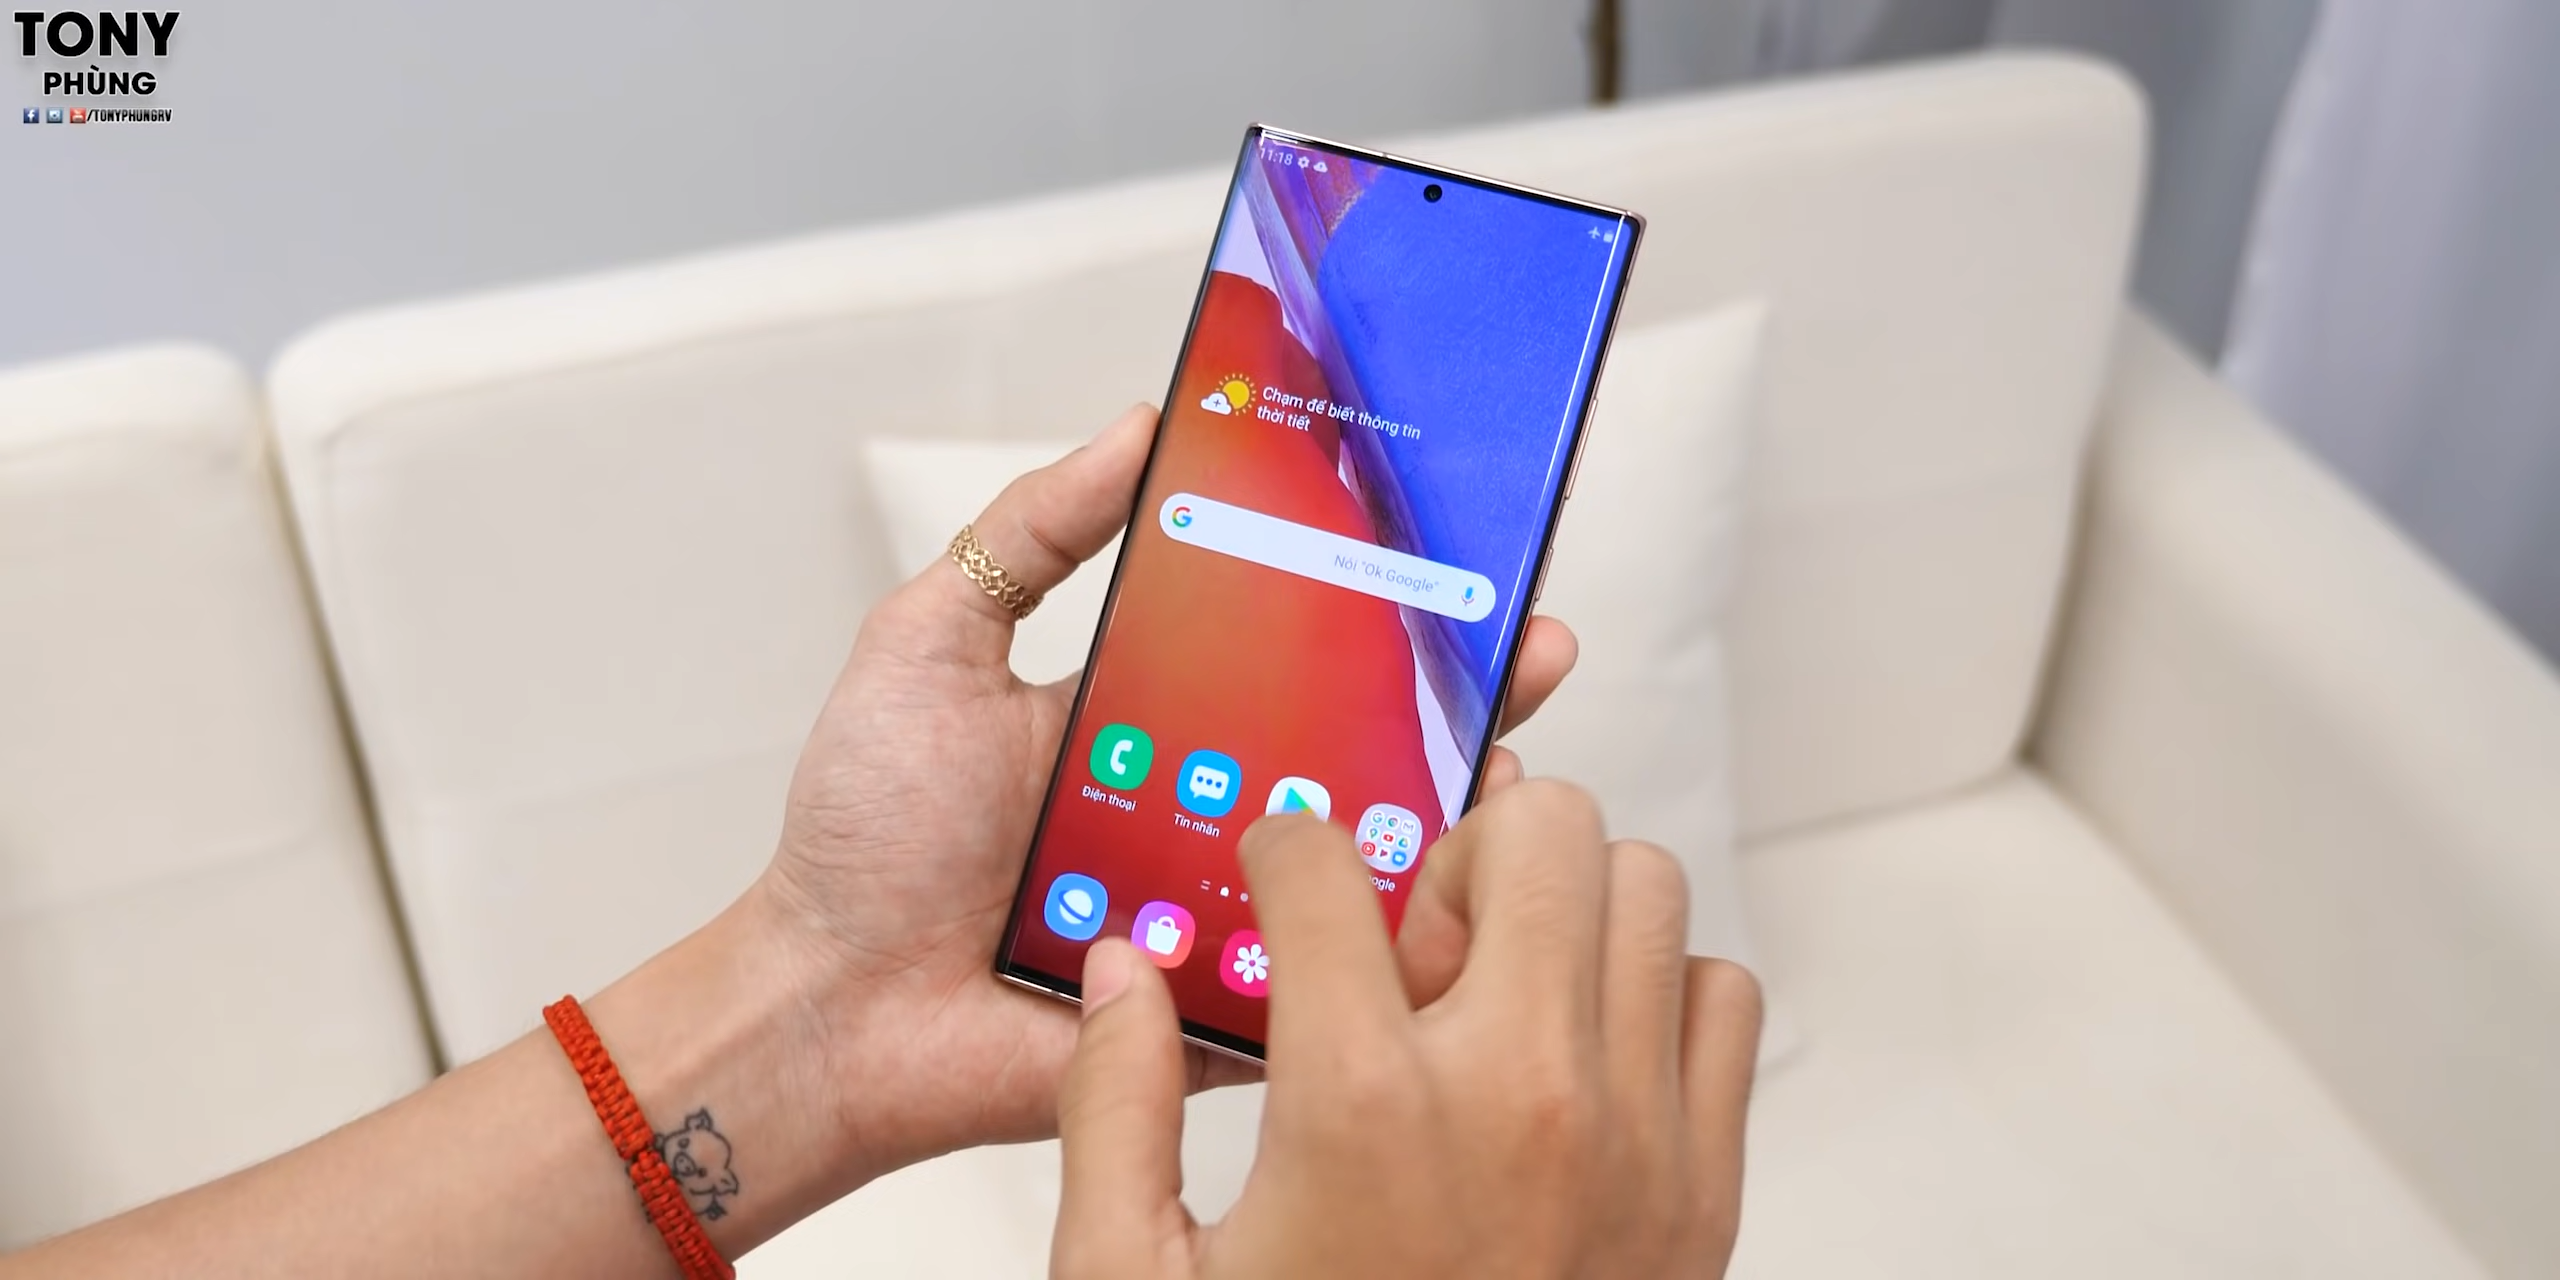 TONY
PHÙNG
/TONYPHUNGRV
11:18
Chạm để biết thông tin
thời tiết
Nói "Ok Google"
Điện thoại
Tin nhắn